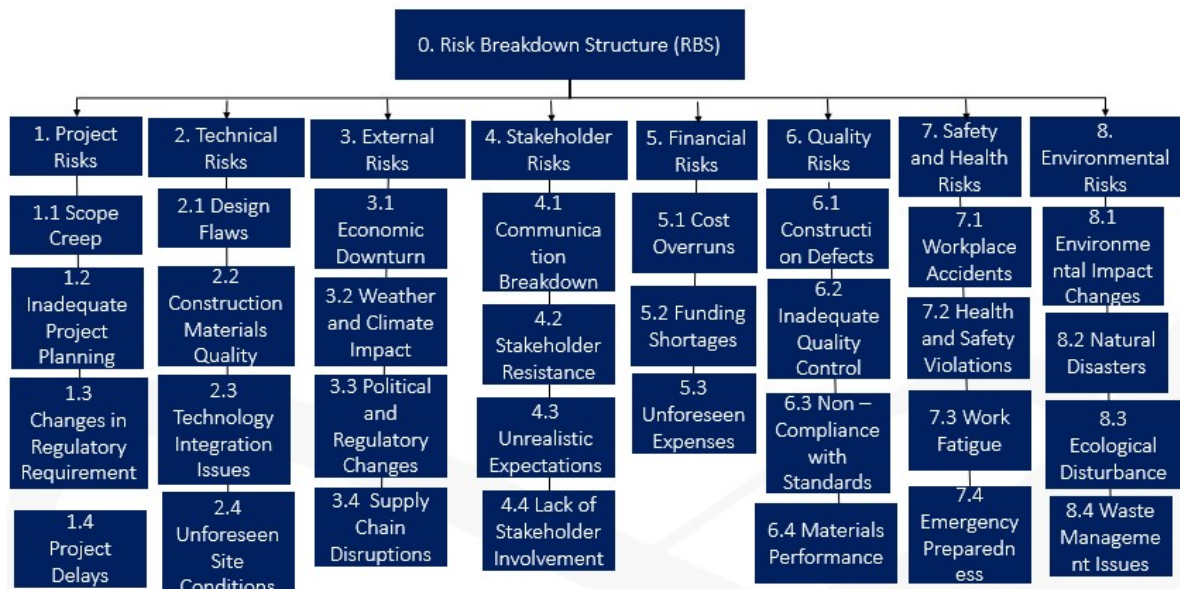 0. Risk Breakdown Structure (RBS)
1. Project
Risks
1.1 Scope
Creep
1.2
Inadequate
Project
Planning
1.3
Changes in
Regulatory
Requirement
1.4
Project
Delays
2. Technical
Risks
2.1 Design
Flaws
2.2
Construction
Materials
Quality
2.3
Technology
Integration
Issues
2.4
Unforeseen
Site
Conditions
3. External
Risks
3.1
Economic
Downturn
3.2 Weather
and Climate
Impact
3.3 Political
and
Regulatory
Changes
3.4 Supply
Chain
Disruptions
4. Stakeholder
Risks
4.1
Communica
tion
Breakdown
4.2
Stakeholder
Resistance
4.3
Unrealistic
Expectations
4.4 Lack of
Stakeholder
Involvement
5. Financial
Risks
5.1 Cost
Overruns
5.2 Funding
Shortages
5.3
Unforeseen
Expenses
6. Quality
Risks
6.1
Constructi
on Defects
6.2
Inadequate
Quality
Control
6.3 Non –
Compliance
with
Standards
6.4 Materials
Performance
7. Safety
and Health
Risks
7.1
Workplace
Accidents
7.2 Health
and Safety
Violations
7.3 Work
Fatigue
7.4
Emergency
Preparedn
ess
8.
Environmental
Risks
8.1
Environme
ntal Impact
Changes
8.2 Natural
Disasters
8.3
Ecological
Disturbance
8.4 Waste
Manageme
nt Issues